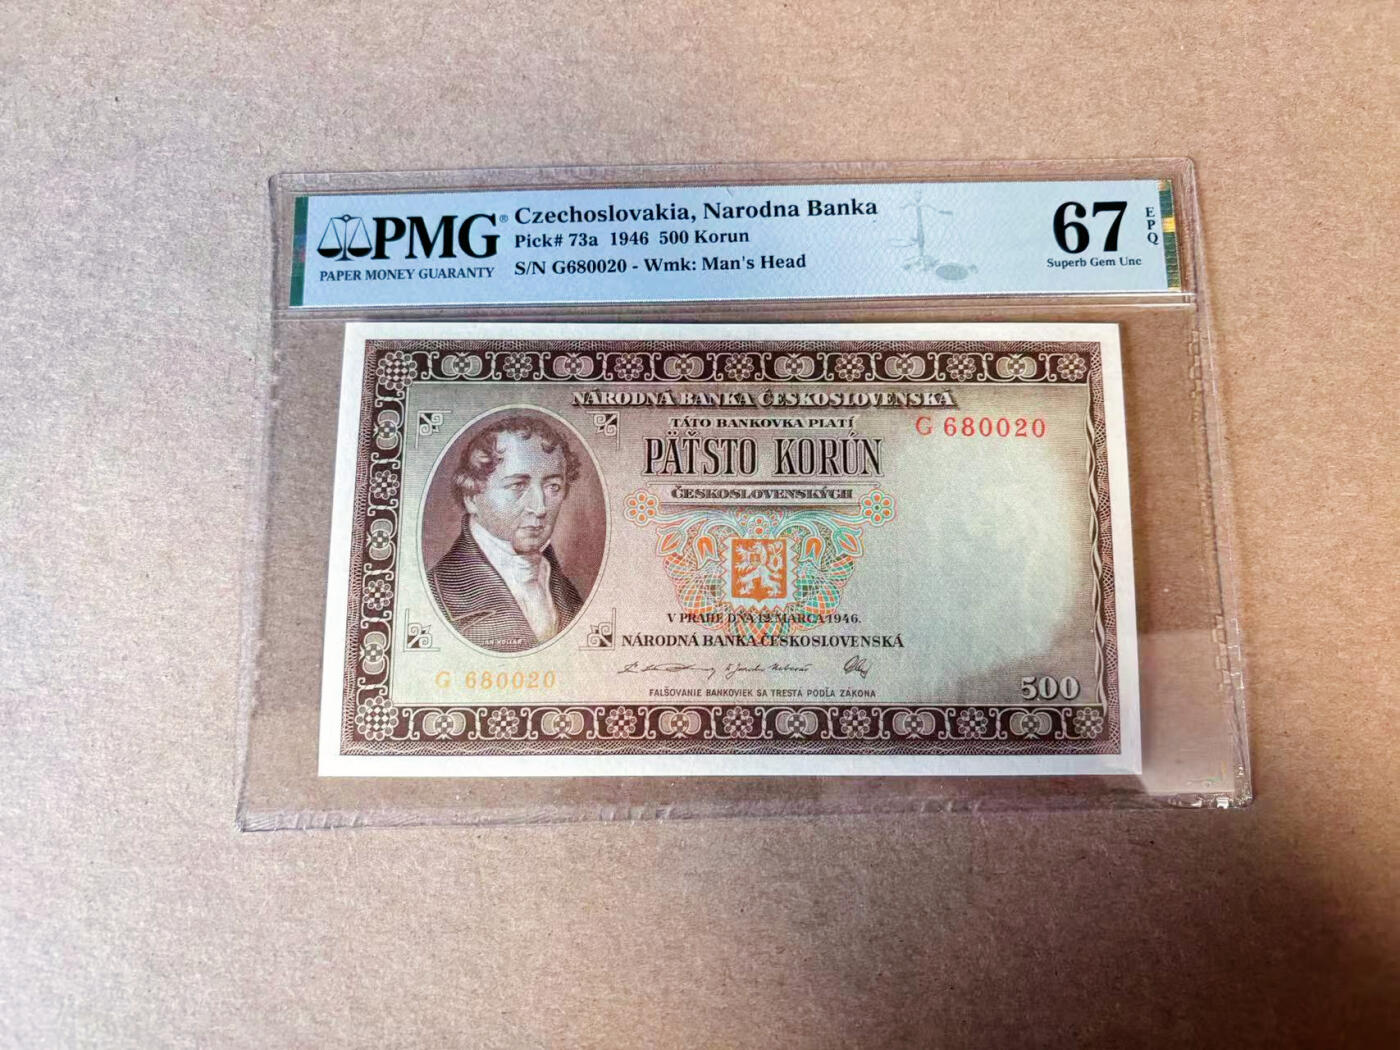 PMG®
PAPER MONEY GUARANTY
Czechoslovakia, Narodna Banka
Pick# 73a 1946 500 Korun
S/N G680020 - Wmk: Man's Head
67
EPQ
Superb Gem Unc
NÁRODNÁ BANKA ČESKOSLOVENSKÁ
TÁTO BANKOVKA PLATÍ
G 680020
PÄŤSTO KORÚN
ČESKOSLOVENSKÝCH
V PRAHE DŇA 12. MARCA 1946.
NÁRODNÁ BANKA ČESKOSLOVENSKÁ
JÁN KOLLÁR
G 680020
FALŠOVANIE BANKOVIEK SA TRESTÁ PODĽA ZÁKONA
500